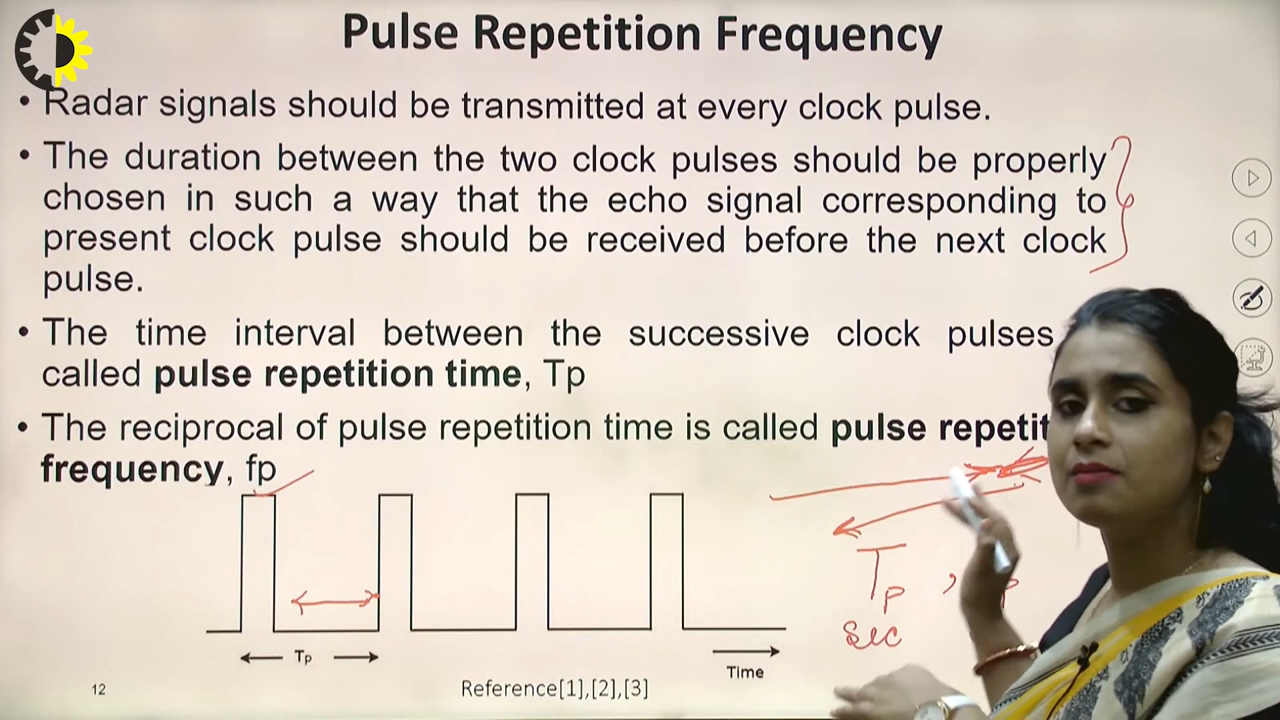 Pulse Repetition Frequency
• Radar signals should be transmitted at every clock pulse.
• The duration between the two clock pulses should be properly
chosen in such a way that the echo signal corresponding to
present clock pulse should be received before the next clock
pulse.
• The time interval between the successive clock pulses
called pulse repetition time, Tp
• The reciprocal of pulse repetition time is called pulse repetit
frequency, fp
Tp ,
sec
Tp
Time
12
Reference[1],[2],[3]